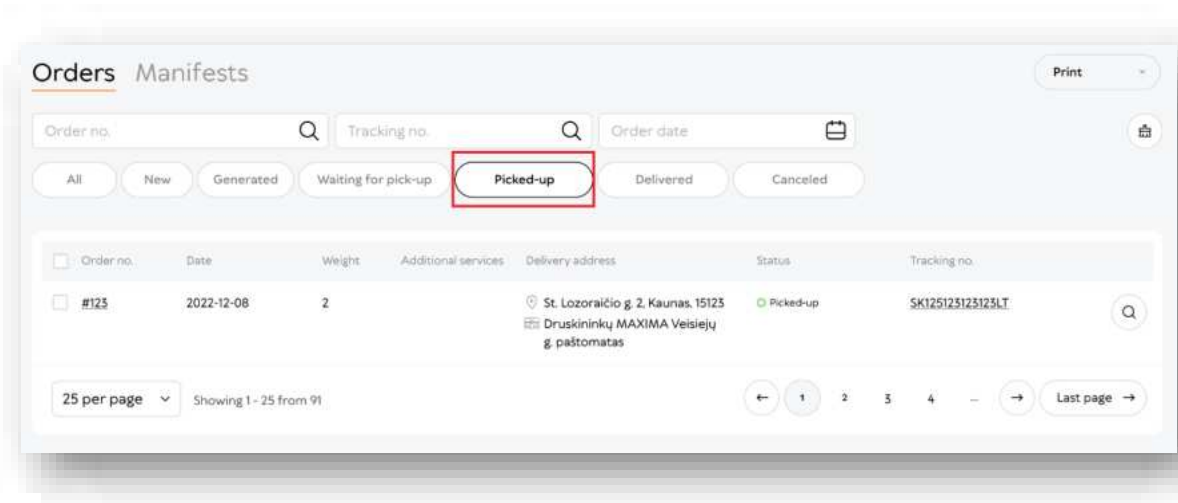 Orders Manifests Print
Order no. Tracking no. Order date
All New Generated Waiting for pick-up Picked-up Delivered Canceled
Order no. Date Weight Additional services Delivery address Status Tracking no.
#123 2022-12-08 2 St. Lozoraičio g. 2, Kaunas, 15123 Picked-up SK125123123123LT
Druskininkų MAXIMA Veisiejų
g. paštomatas
25 per page Showing 1 - 25 from 91 1 2 3 4 ... Last page